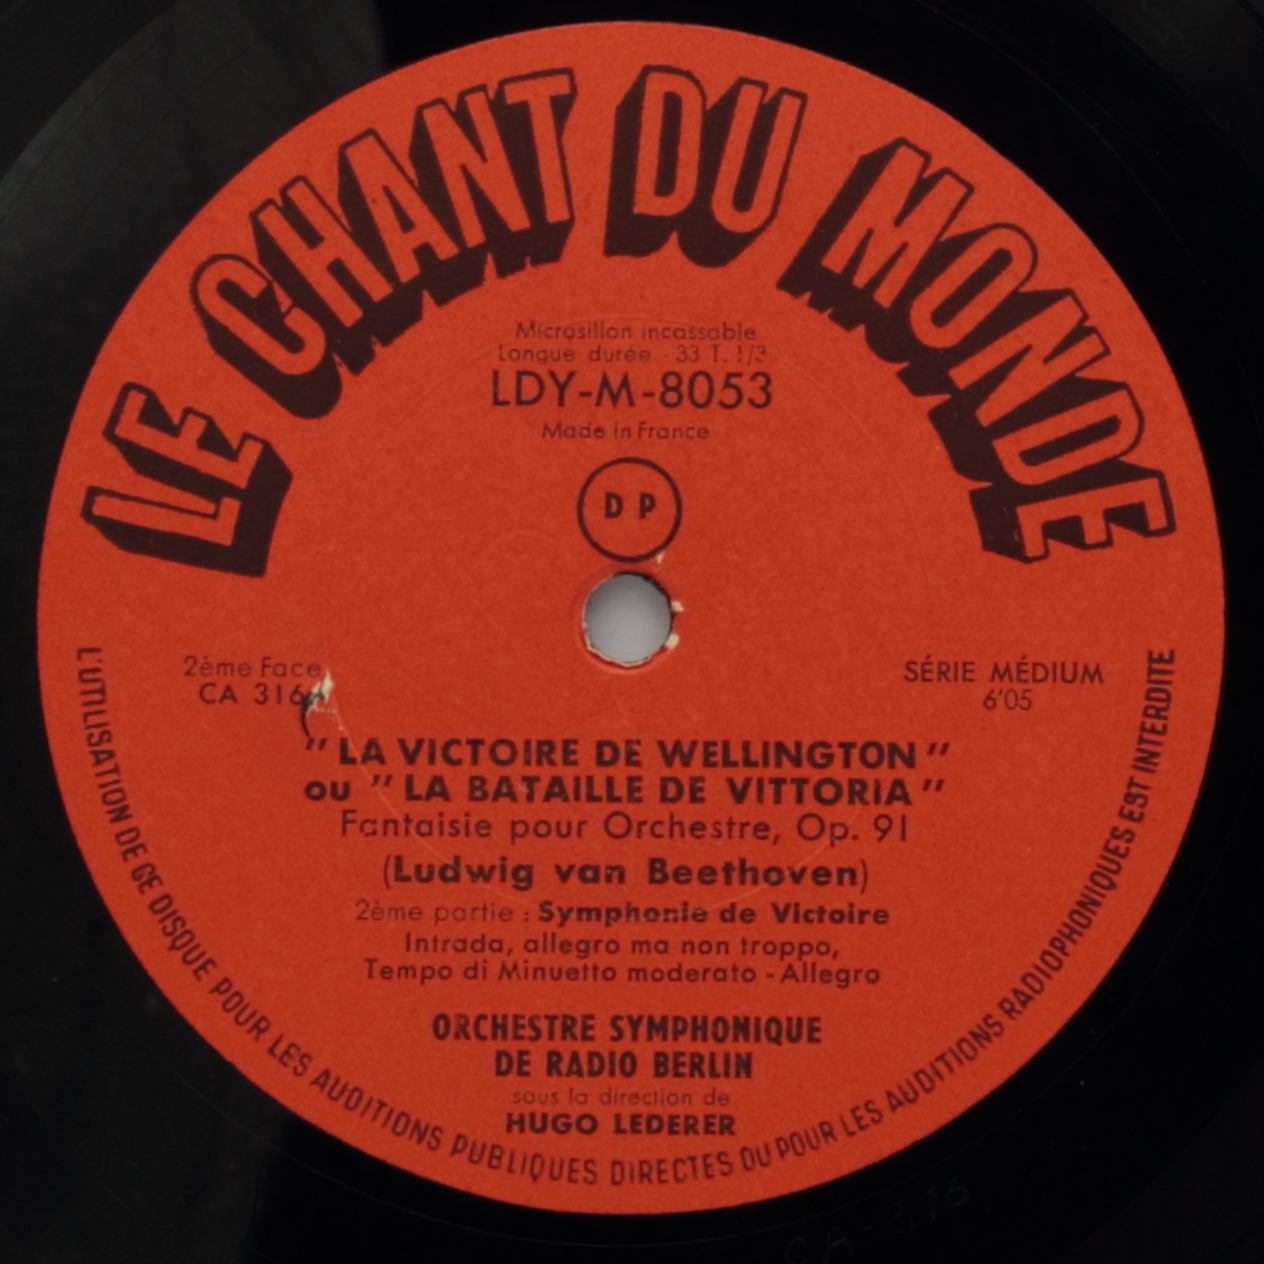 LE CHANT DU MONDE
Microsillon incassable
Longue durée - 33 T. 1/3
LDY-M-8053
Made in France
D P
2ème Face
CA 316
SÉRIE MÉDIUM
6'05
" LA VICTOIRE DE WELLINGTON "
ou " LA BATAILLE DE VITTORIA "
Fantaisie pour Orchestre, Op. 91
(Ludwig van Beethoven)
2ème partie : Symphonie de Victoire
Intrada, allegro ma non troppo,
Tempo di Minuetto moderato - Allegro
ORCHESTRE SYMPHONIQUE
DE RADIO BERLIN
sous la direction de
HUGO LEDERER
L'UTILISATION DE CE DISQUE POUR LES AUDITIONS PUBLIQUES DIRECTES OU POUR LES AUDITIONS RADIOPHONIQUES EST INTERDITE